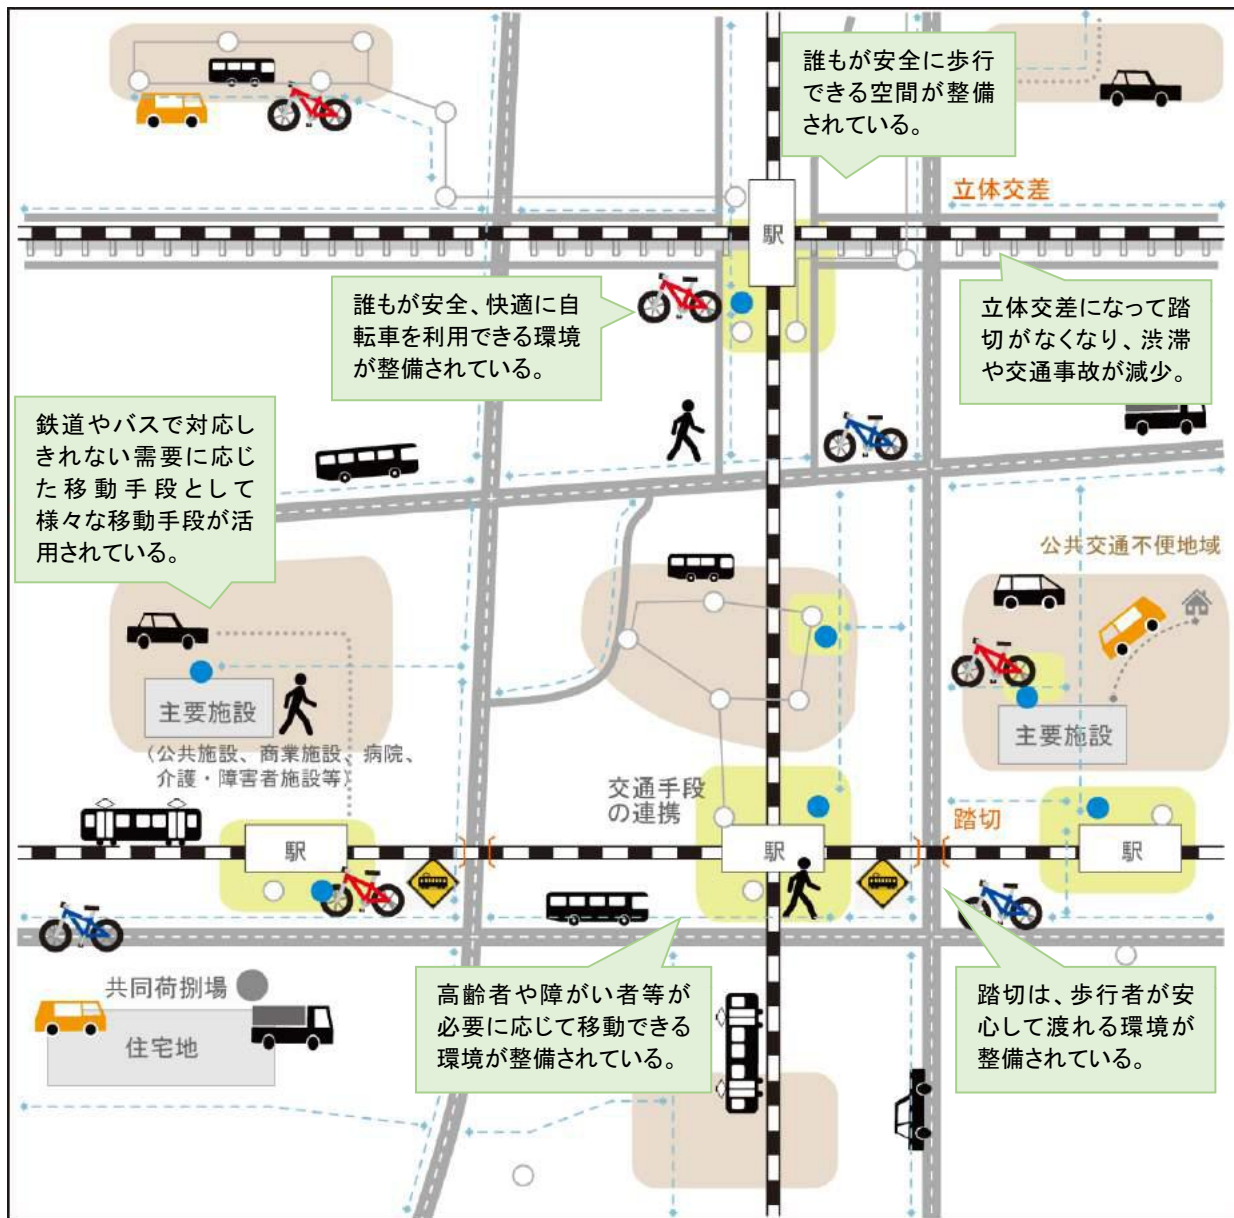 誰もが安全に歩行
できる空間が整備
されている。
立体交差
駅
誰もが安全、快適に自
転車を利用できる環境
が整備されている。
立体交差になって踏
切がなくなり、渋滞
や交通事故が減少。
鉄道やバスで対応し
きれない需要に応じ
た移動手段として
様々な移動手段が活
用されている。
公共交通不便地域
主要施設
(公共施設、商業施設、病院、
介護・障害者施設等)
主要施設
交通手段
の連携
踏切
駅
駅
駅
共同荷捌場
住宅地
高齢者や障がい者等が
必要に応じて移動できる
環境が整備されている。
踏切は、歩行者が安
心して渡れる環境が
整備されている。